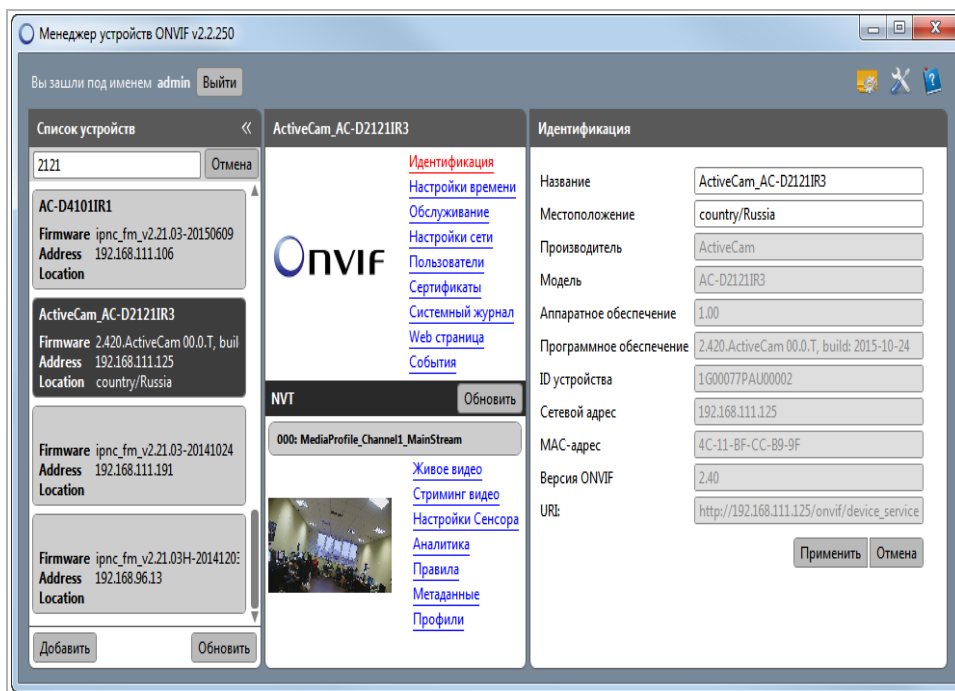 Менеджер устройств ONVIF v2.2.250
Вы зашли под именем admin Выйти
Список устройств «
2121 Отмена
AC-D4101IR1
Firmware ipnc_fm_v2.21.03-20150609
Address 192.168.111.106
Location
ActiveCam_AC-D2121IR3
Firmware 2.420.ActiveCam 00.0.T, buil
Address 192.168.111.125
Location country/Russia
Firmware ipnc_fm_v2.21.03-20141024
Address 192.168.111.191
Location
Firmware ipnc_fm_v2.21.03H-2014120
Address 192.168.96.13
Location
Добавить Обновить
ActiveCam_AC-D2121IR3
ONVIF
Идентификация
Настройки времени
Обслуживание
Настройки сети
Пользователи
Сертификаты
Системный журнал
Web страница
События
NVT Обновить
000: MediaProfile_Channel1_MainStream
Живое видео
Стриминг видео
Настройки Сенсора
Аналитика
Правила
Метаданные
Профили
Идентификация
Название ActiveCam_AC-D2121IR3
Местоположение country/Russia
Производитель ActiveCam
Модель AC-D2121IR3
Аппаратное обеспечение 1.00
Программное обеспечение 2.420.ActiveCam 00.0.T, build: 2015-10-24
ID устройства 1G00077PAU00002
Сетевой адрес 192.168.111.125
MAC-адрес 4C-11-BF-CC-B9-9F
Версия ONVIF 2.40
URI: http://192.168.111.125/onvif/device_service
Применить Отмена